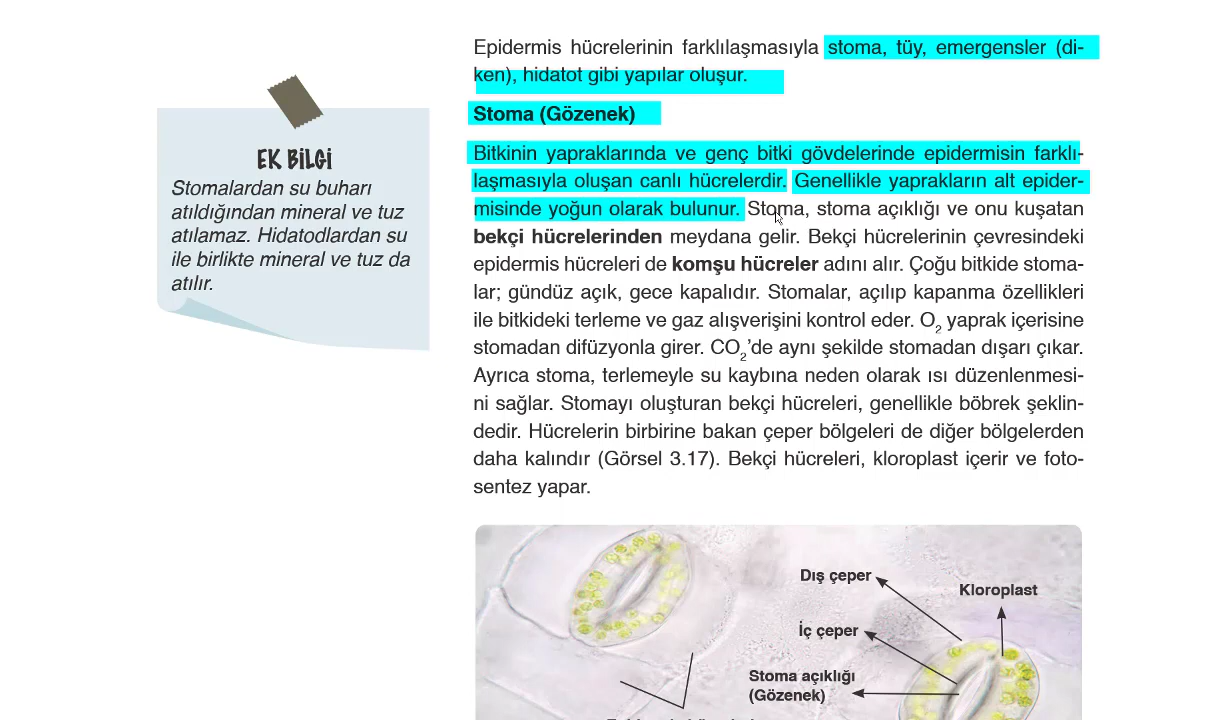 Epidermis hücrelerinin farklılaşmasıyla stoma, tüy, emergensler (di-
ken), hidatot gibi yapılar oluşur.
Stoma (Gözenek)
Bitkinin yapraklarında ve genç bitki gövdelerinde epidermisin farklı-
laşmasıyla oluşan canlı hücrelerdir. Genellikle yaprakların alt epider-
misinde yoğun olarak bulunur. Stoma, stoma açıklığı ve onu kuşatan
bekçi hücrelerinden meydana gelir. Bekçi hücrelerinin çevresindeki
epidermis hücreleri de komşu hücreler adını alır. Çoğu bitkide stoma-
lar; gündüz açık, gece kapalıdır. Stomalar, açılıp kapanma özellikleri
ile bitkideki terleme ve gaz alışverişini kontrol eder. O₂ yaprak içerisine
stomadan difüzyonla girer. CO₂’de aynı şekilde stomadan dışarı çıkar.
Ayrıca stoma, terlemeyle su kaybına neden olarak ısı düzenlenmesi-
ni sağlar. Stomayı oluşturan bekçi hücreleri, genellikle böbrek şeklin-
dedir. Hücrelerin birbirine bakan çeper bölgeleri de diğer bölgelerden
daha kalındır (Görsel 3.17). Bekçi hücreleri, kloroplast içerir ve foto-
sentez yapar.
EK BİLGİ
Stomalardan su buharı
atıldığından mineral ve tuz
atılamaz. Hidatodlardan su
ile birlikte mineral ve tuz da
atılır.
Dış çeper
Kloroplast
İç çeper
Stoma açıklığı
(Gözenek)